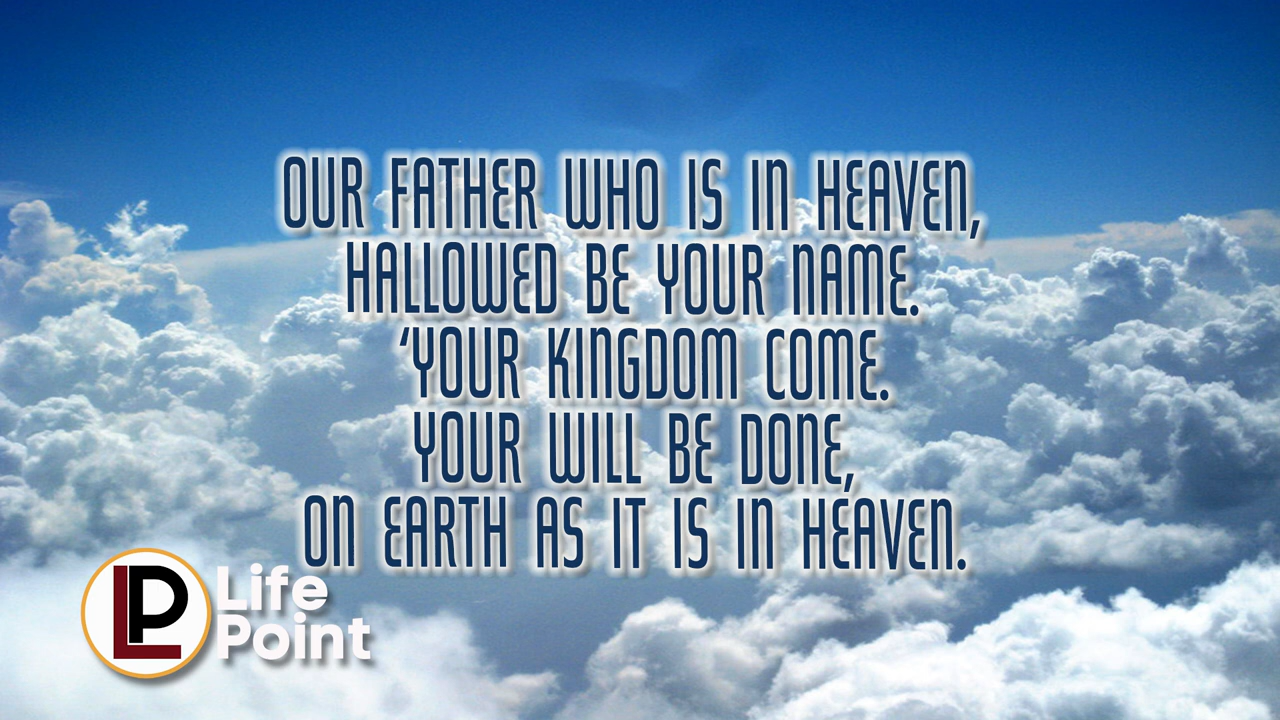 OUR FATHER WHO IS IN HEAVEN,
HALLOWED BE YOUR NAME.
‘YOUR KINGDOM COME.
YOUR WILL BE DONE,
ON EARTH AS IT IS IN HEAVEN.
LP
Life
Point